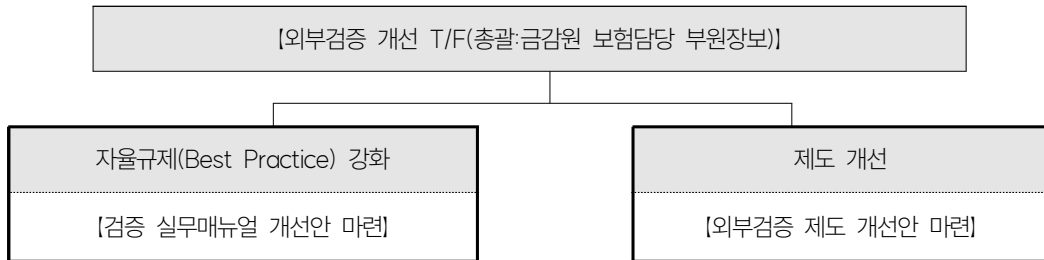 【외부검증 개선 T/F(총괄:금감원 보험담당 부원장보)】
자율규제(Best Practice) 강화
제도 개선
【검증 실무매뉴얼 개선안 마련】
【외부검증 제도 개선안 마련】